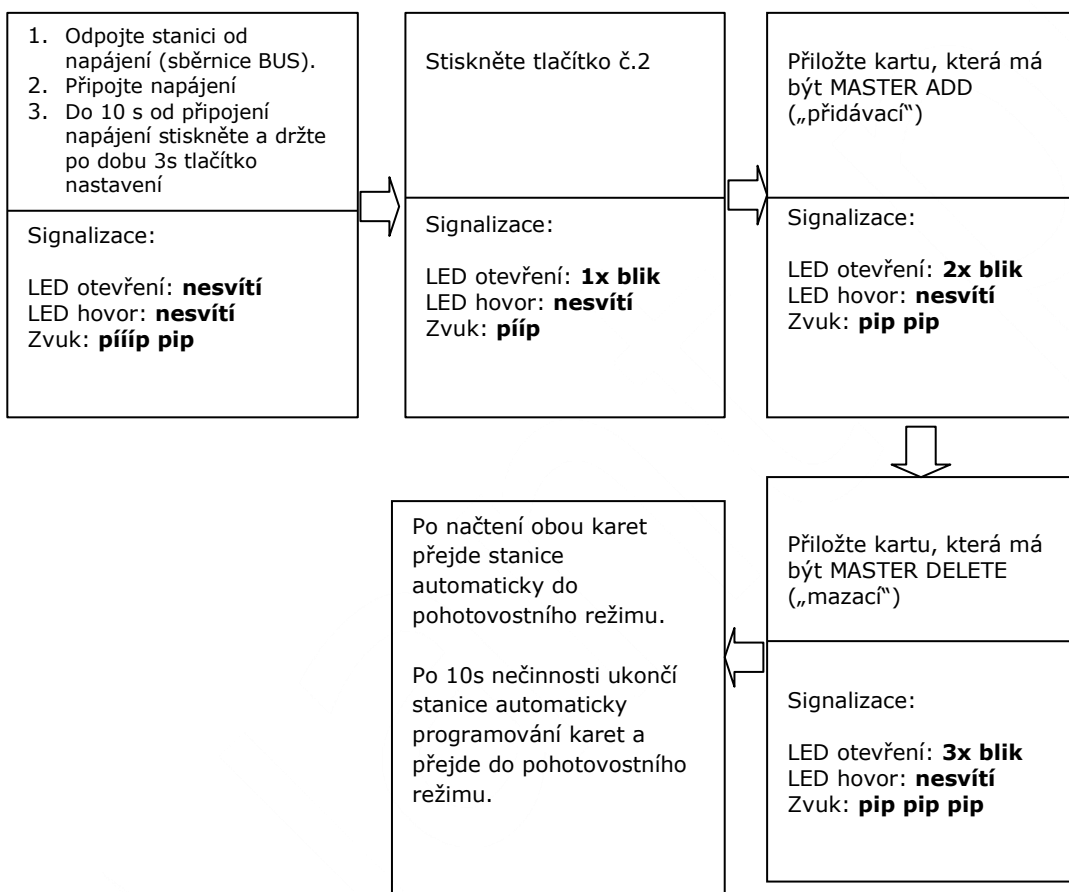 1. Odpojte stanici od
napájení (sběrnice BUS).
2. Připojte napájení
3. Do 10 s od připojení
napájení stiskněte a držte
po dobu 3s tlačítko
nastavení
Signalizace:
LED otevření: nesvítí
LED hovor: nesvítí
Zvuk: píííp pip
Stiskněte tlačítko č.2
Signalizace:
LED otevření: 1x blik
LED hovor: nesvítí
Zvuk: pííp
Přiložte kartu, která má
být MASTER ADD
(„přidávací“)
Signalizace:
LED otevření: 2x blik
LED hovor: nesvítí
Zvuk: pip pip
Přiložte kartu, která má
být MASTER DELETE
(„mazací“)
Signalizace:
LED otevření: 3x blik
LED hovor: nesvítí
Zvuk: pip pip pip
Po načtení obou karet
přejde stanice
automaticky do
pohotovostního režimu.
Po 10s nečinnosti ukončí
stanice automaticky
programování karet a
přejde do pohotovostního
režimu.